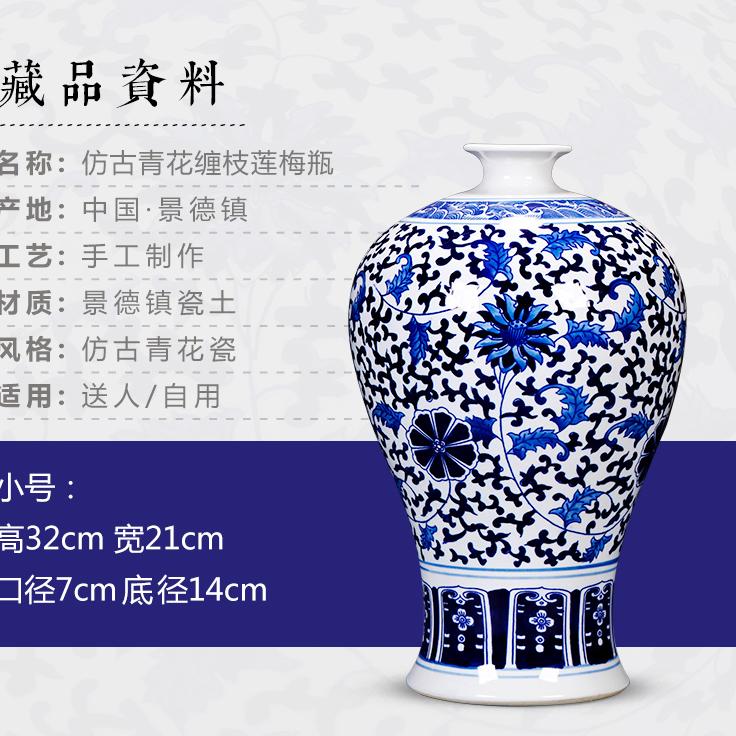 藏品資料
名称：仿古青花缠枝莲梅瓶
产地：中国·景德镇
工艺：手工制作
材质：景德镇瓷土
风格：仿古青花瓷
适用：送人/自用
小号：
高32cm 宽21cm
口径7cm 底径14cm